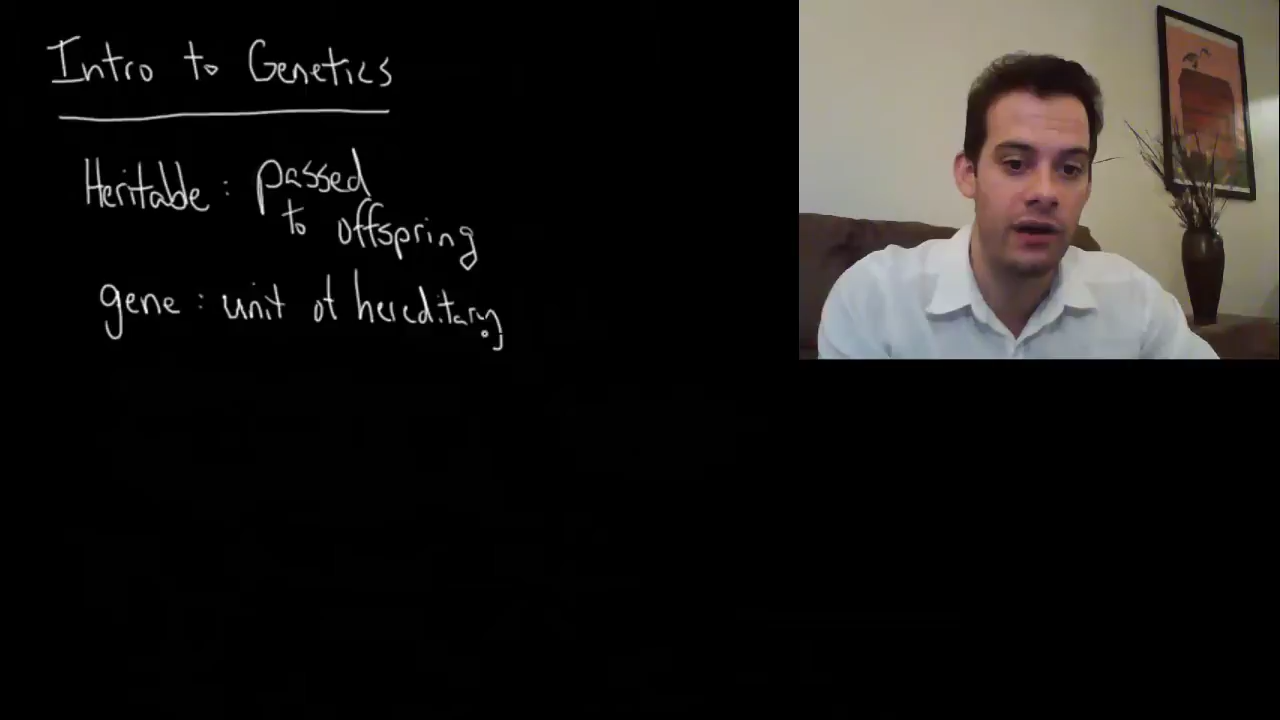 Intro to Genetics
Heritable : passed
to offspring
gene : unit of hereditary